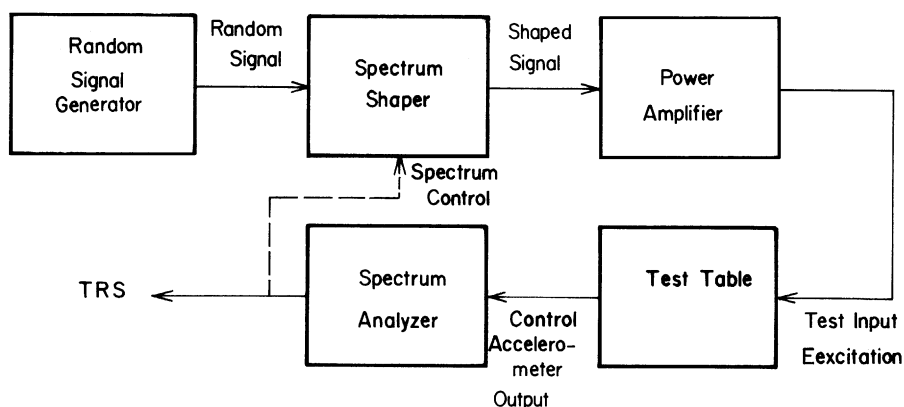 Random
Signal
Generator
Random
Signal
Spectrum
Shaper
Shaped
Signal
Power
Amplifier
Spectrum
Control
TRS
Spectrum
Analyzer
Control
Accelero-
meter
Output
Test Table
Test Input
Eexcitation